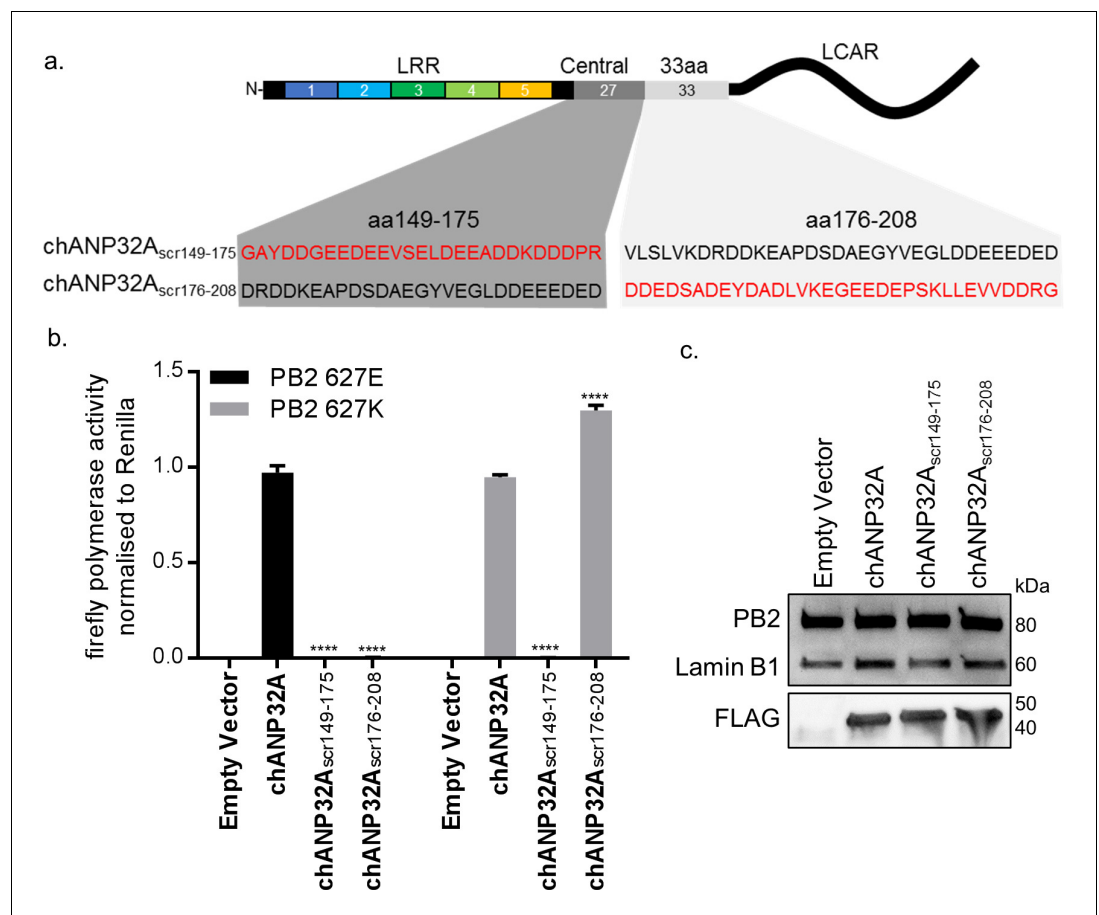 a.
LRR Central 33aa LCAR
N- 1 2 3 4 5 27 33
aa149-175 aa176-208
chANP32Ascr149-175 GAYDDGEEDEEVSELDEEADDKDDDPR VLSLVKDRDDKEAPDSDAEGYVEGLDDEEEDED
chANP32Ascr176-208 DRDDKEAPDSDAEGYVEGLDDEEEDED DDEDSADEYDADLVKEGEEDEPSKLLEVVDDRG
b.
firefly polymerase activity
normalised to Renilla
1.5
1.0
0.5
0.0
PB2 627E
PB2 627K
**** **** **** ****
Empty Vector
chANP32A
chANP32Ascr149-175
chANP32Ascr176-208
Empty Vector
chANP32A
chANP32Ascr149-175
chANP32Ascr176-208
c.
Empty Vector
chANP32A
chANP32Ascr149-175
chANP32Ascr176-208
kDa
PB2 80
Lamin B1 60
FLAG 50
40